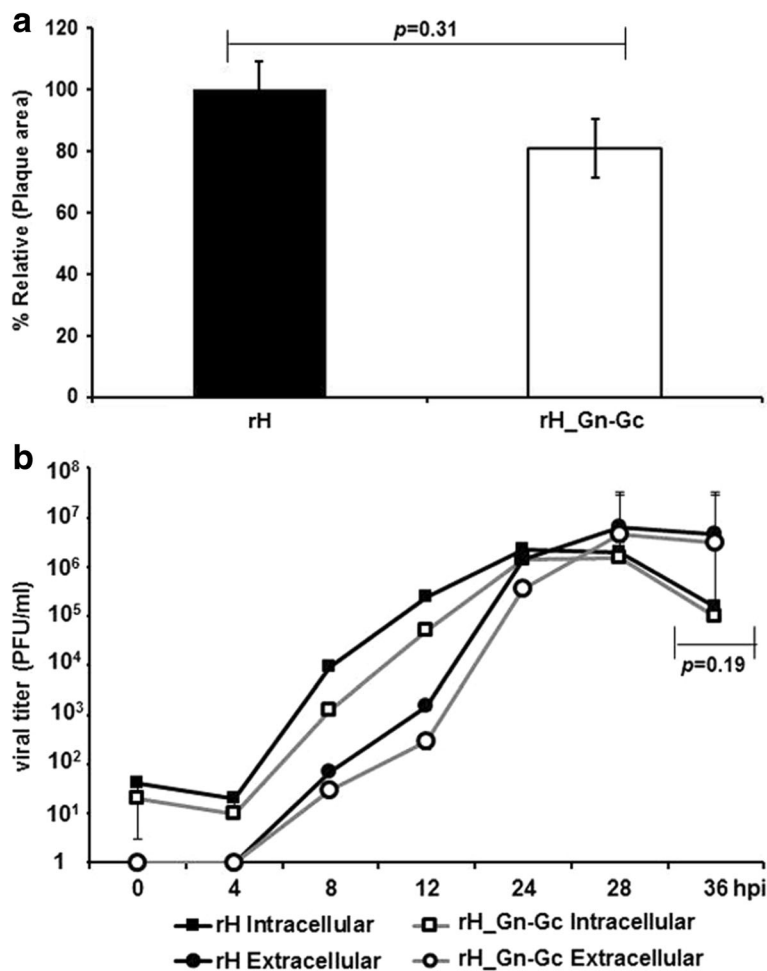 a
p=0.31
120
100
80
60
40
20
0
% Relative (Plaque area)
rH
rH_Gn-Gc
b
10⁸
10⁷
10⁶
10⁵
10⁴
10³
10²
10¹
1
viral titer (PFU/ml)
p=0.19
0 4 8 12 24 28 36 hpi
rH Intracellular rH_Gn-Gc Intracellular
rH Extracellular rH_Gn-Gc Extracellular